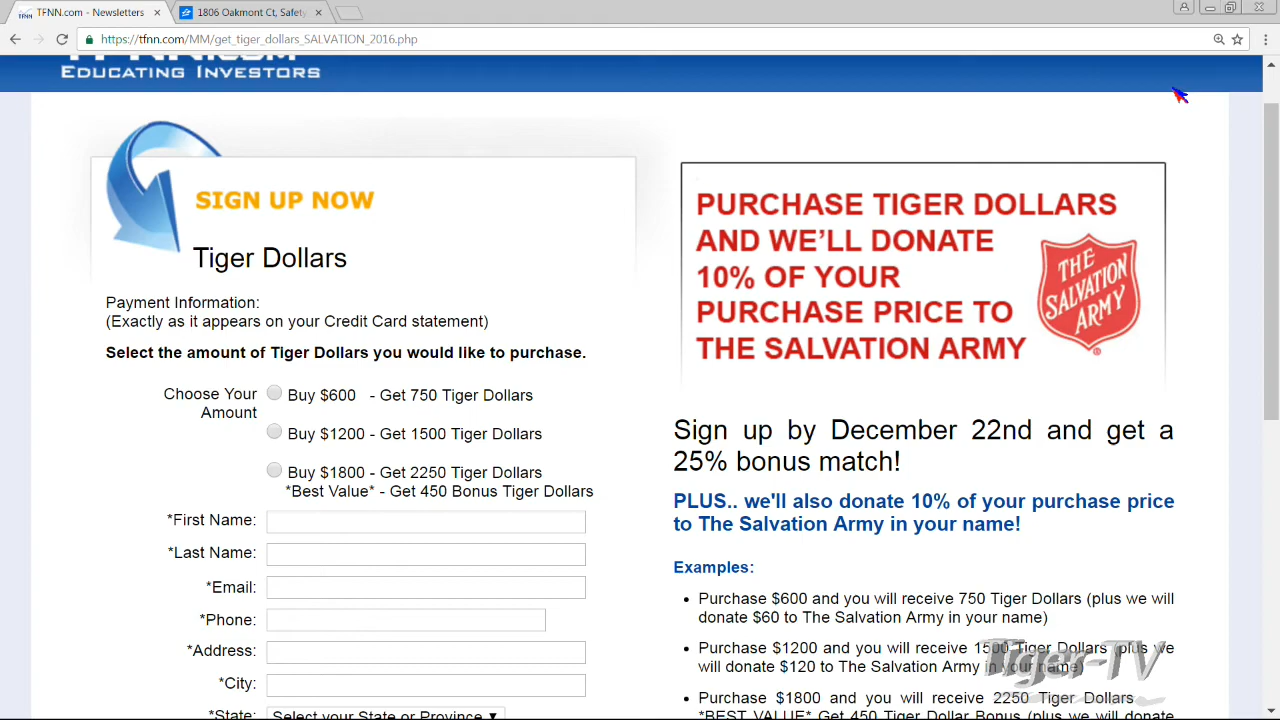 TFNN.com - Newsletters
1806 Oakmont Ct, Safety
https://tfnn.com/MM/get_tiger_dollars_SALVATION_2016.php
TFNN.COM
EDUCATING INVESTORS
SIGN UP NOW
Tiger Dollars
Payment Information:
(Exactly as it appears on your Credit Card statement)
Select the amount of Tiger Dollars you would like to purchase.
Choose Your
Amount
Buy $600 - Get 750 Tiger Dollars
Buy $1200 - Get 1500 Tiger Dollars
Buy $1800 - Get 2250 Tiger Dollars
*Best Value* - Get 450 Bonus Tiger Dollars
*First Name:
*Last Name:
*Email:
*Phone:
*Address:
*City:
*State:
Select your State or Province
PURCHASE TIGER DOLLARS
AND WE'LL DONATE
10% OF YOUR
PURCHASE PRICE TO
THE SALVATION ARMY
THE
SALVATION
ARMY
Sign up by December 22nd and get a
25% bonus match!
PLUS.. we'll also donate 10% of your purchase price
to The Salvation Army in your name!
Examples:
• Purchase $600 and you will receive 750 Tiger Dollars (plus we will
donate $60 to The Salvation Army in your name)
• Purchase $1200 and you will receive 1500 Tiger Dollars (plus we
will donate $120 to The Salvation Army in your name)
• Purchase $1800 and you will receive 2250 Tiger Dollars
*BEST VALUE* Get 450 Tiger Dollar Bonus (plus we will donate
Tiger-TV